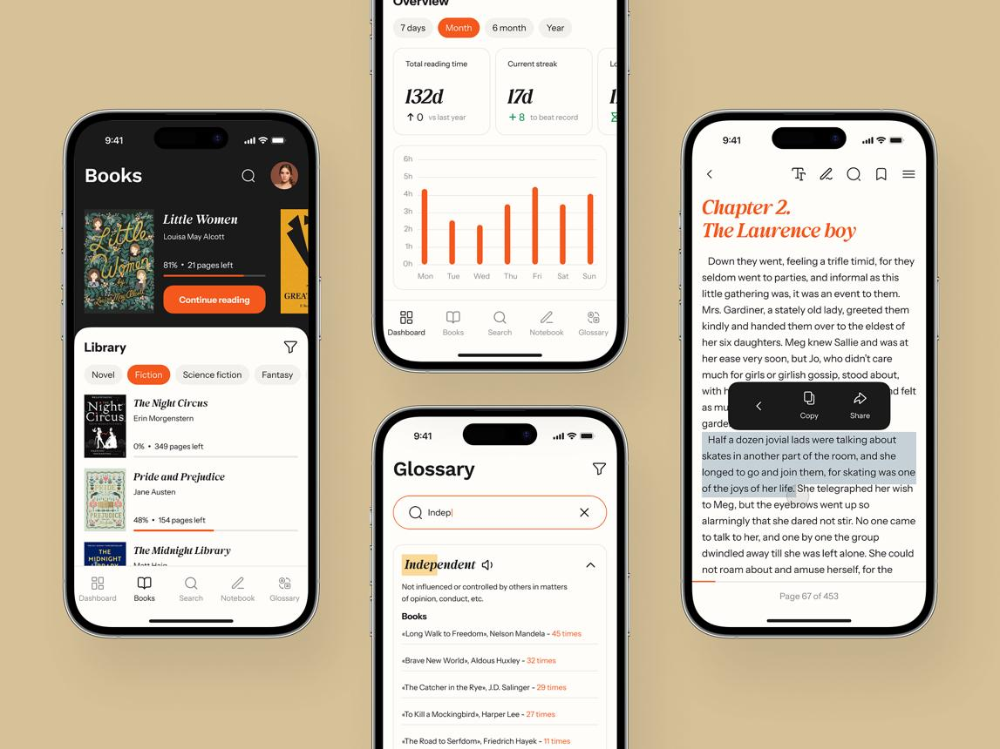 9:41
Books
Little Women
Little Women
Louisa May Alcott
81% • 21 pages left
Continue reading
GREAT
Library
Novel
Fiction
Science fiction
Fantasy
The Night Circus
The Night Circus
Erin Morgenstern
0% • 349 pages left
PRIDE
PREJUDICE
Pride and Prejudice
Jane Austen
48% • 154 pages left
THE MIDNIGHT LIBRARY
The Midnight Library
Matt Haig
Dashboard
Books
Search
Notebook
Glossary
Overview
7 days
Month
6 month
Year
Total reading time
132d
↑ 0 vs last year
Current streak
17d
+ 8 to beat record
Lo
6h
5h
4h
3h
2h
1h
0h
Mon
Tue
Wed
Thu
Fri
Sat
Sun
Dashboard
Books
Search
Notebook
Glossary
9:41
Glossary
Indep
Independent
Not influenced or controlled by others in matters
of opinion, conduct, etc.
Books
«Long Walk to Freedom», Nelson Mandela - 45 times
«Brave New World», Aldous Huxley - 32 times
«The Catcher in the Rye», J.D. Salinger - 29 times
«To Kill a Mockingbird», Harper Lee - 27 times
«The Road to Serfdom», Friedrich Hayek - 11 times
9:41
Chapter 2.
The Laurence boy
Down they went, feeling a trifle timid, for they
seldom went to parties, and informal as this
little gathering was, it was an event to them.
Mrs. Gardiner, a stately old lady, greeted them
kindly and handed them over to the eldest of
her six daughters. Meg knew Sallie and was at
her ease very soon, but Jo, who didn't care
much for girls or girlish gossip, stood about,
with h nd felt
as mu
garde
Copy
Share
Half a dozen jovial lads were talking about
skates in another part of the room, and she
longed to go and join them, for skating was one
of the joys of her life. She telegraphed her wish
to Meg, but the eyebrows went up so
alarmingly that she dared not stir. No one came
to talk to her, and one by one the group
dwindled away till she was left alone. She could
not roam about and amuse herself, for the
Page 67 of 453